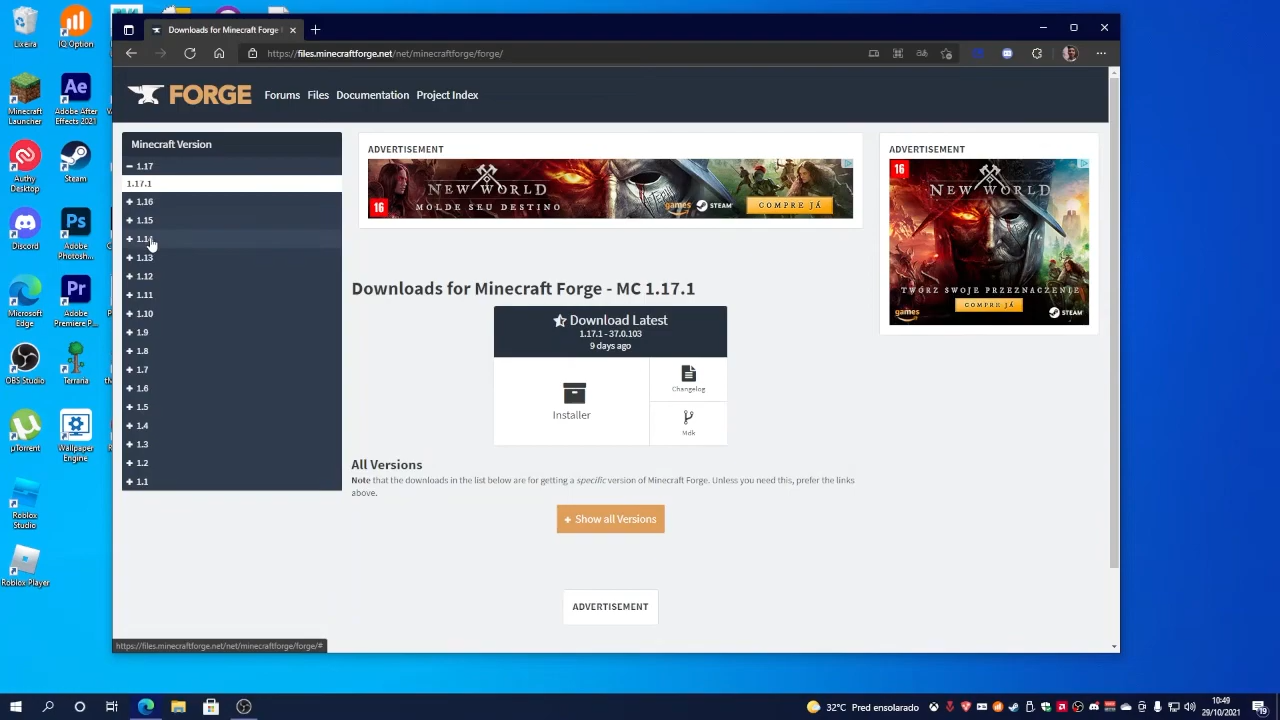 Lixeira
IQ Option
Minecraft Launcher
Adobe After Effects 2021
Authy Desktop
Steam
Discord
Adobe Photosh...
Microsoft Edge
Adobe Premiere P...
OBS Studio
Terraria
µTorrent
Wallpaper Engine
Roblox Studio
Roblox Player
Downloads for Minecraft Forge
https://files.minecraftforge.net/net/minecraftforge/forge/
FORGE
Forums Files Documentation Project Index
Minecraft Version
1.17
1.17.1
1.16
1.15
1.14
1.13
1.12
1.11
1.10
1.9
1.8
1.7
1.6
1.5
1.4
1.3
1.2
1.1
ADVERTISEMENT
16
NEW WORLD
MOLDE SEU DESTINO
games STEAM
COMPRE JÁ
ADVERTISEMENT
16
NEW WORLD
TWÓRZ SWOJE PRZEZNACZENIE
COMPRE JÁ
games STEAM
Downloads for Minecraft Forge - MC 1.17.1
Download Latest
1.17.1 - 37.0.103
9 days ago
Installer
Changelog
Mdk
All Versions
Note that the downloads in the list below are for getting a specific version of Minecraft Forge. Unless you need this, prefer the links
above.
+ Show all Versions
ADVERTISEMENT
https://files.minecraftforge.net/net/minecraftforge/forge/#
32°C Pred ensolarado
10:49
29/10/2021
19